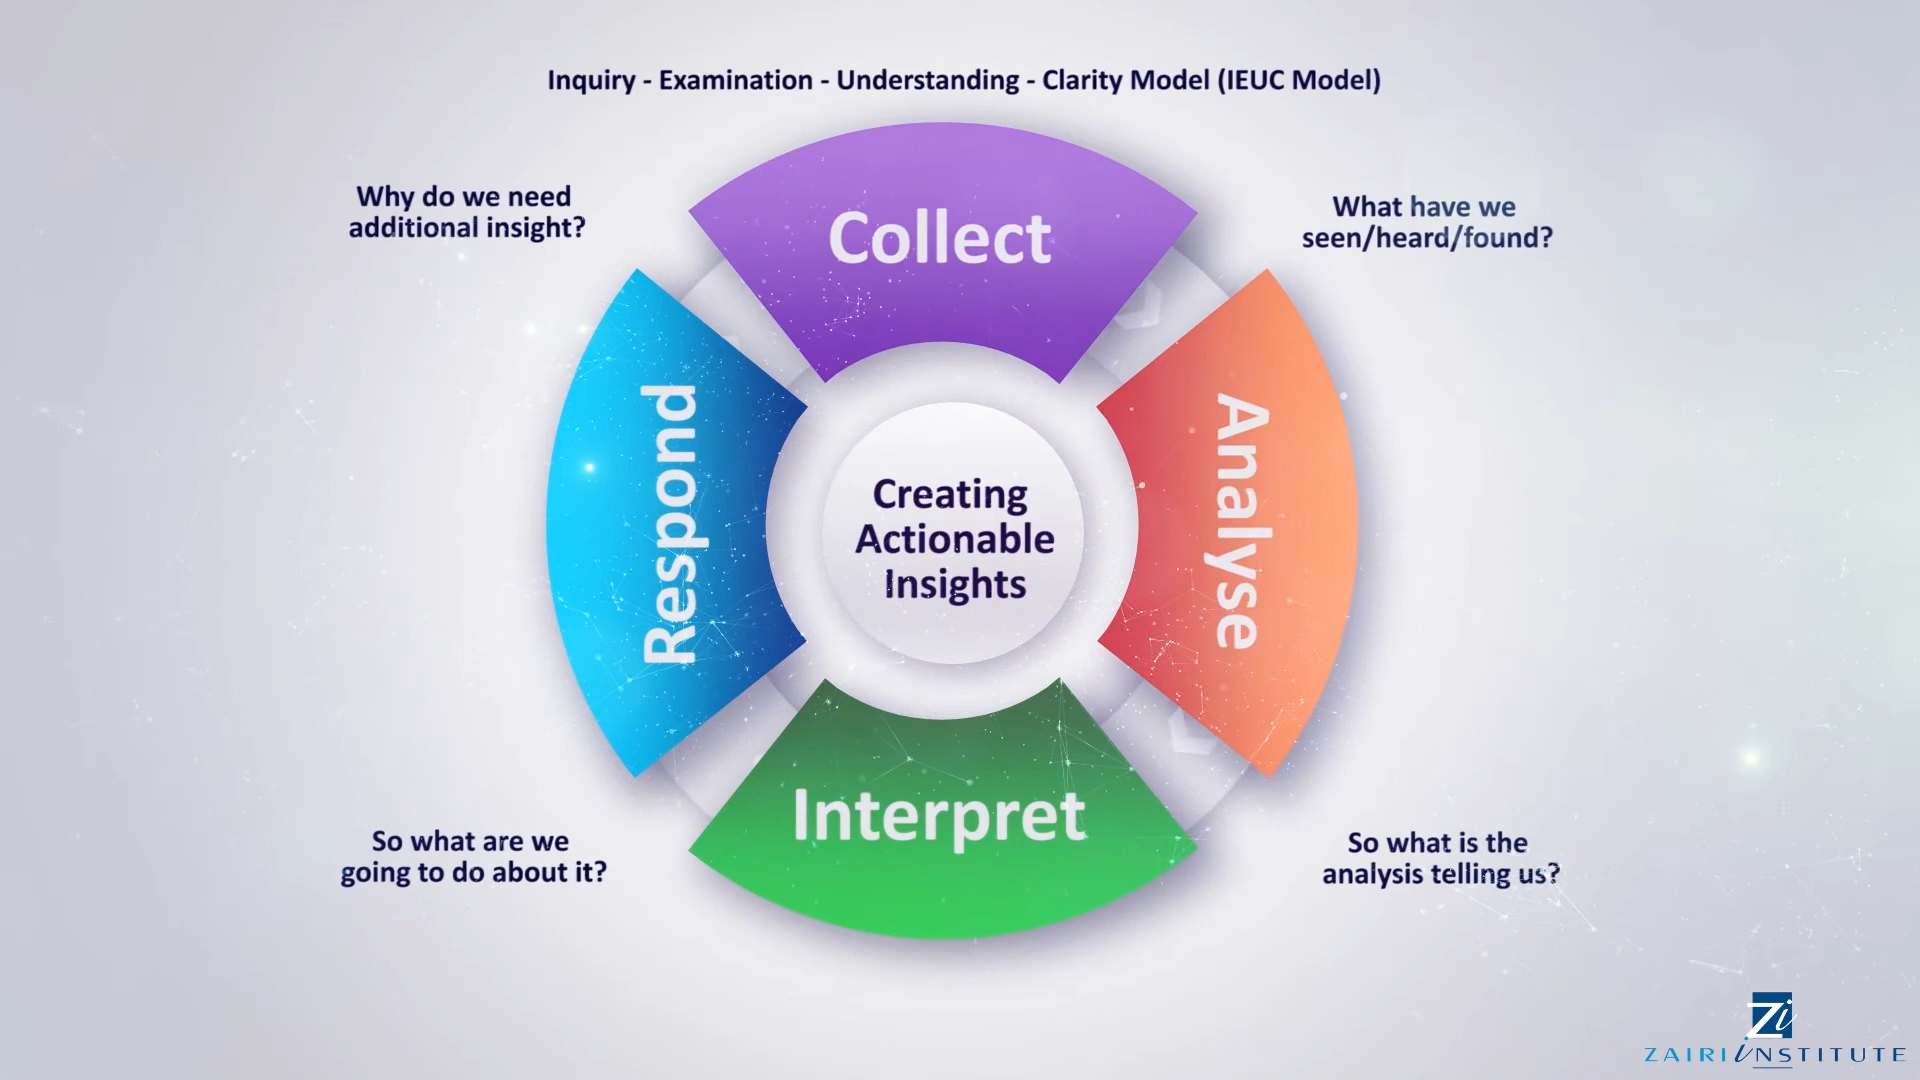 Inquiry - Examination - Understanding - Clarity Model (IEUC Model)
Why do we need
additional insight?
Collect
What have we
seen/heard/found?
Respond
Creating
Actionable
Insights
Analyse
So what are we
going to do about it?
Interpret
So what is the
analysis telling us?
Zi
ZAIRI iNSTITUTE